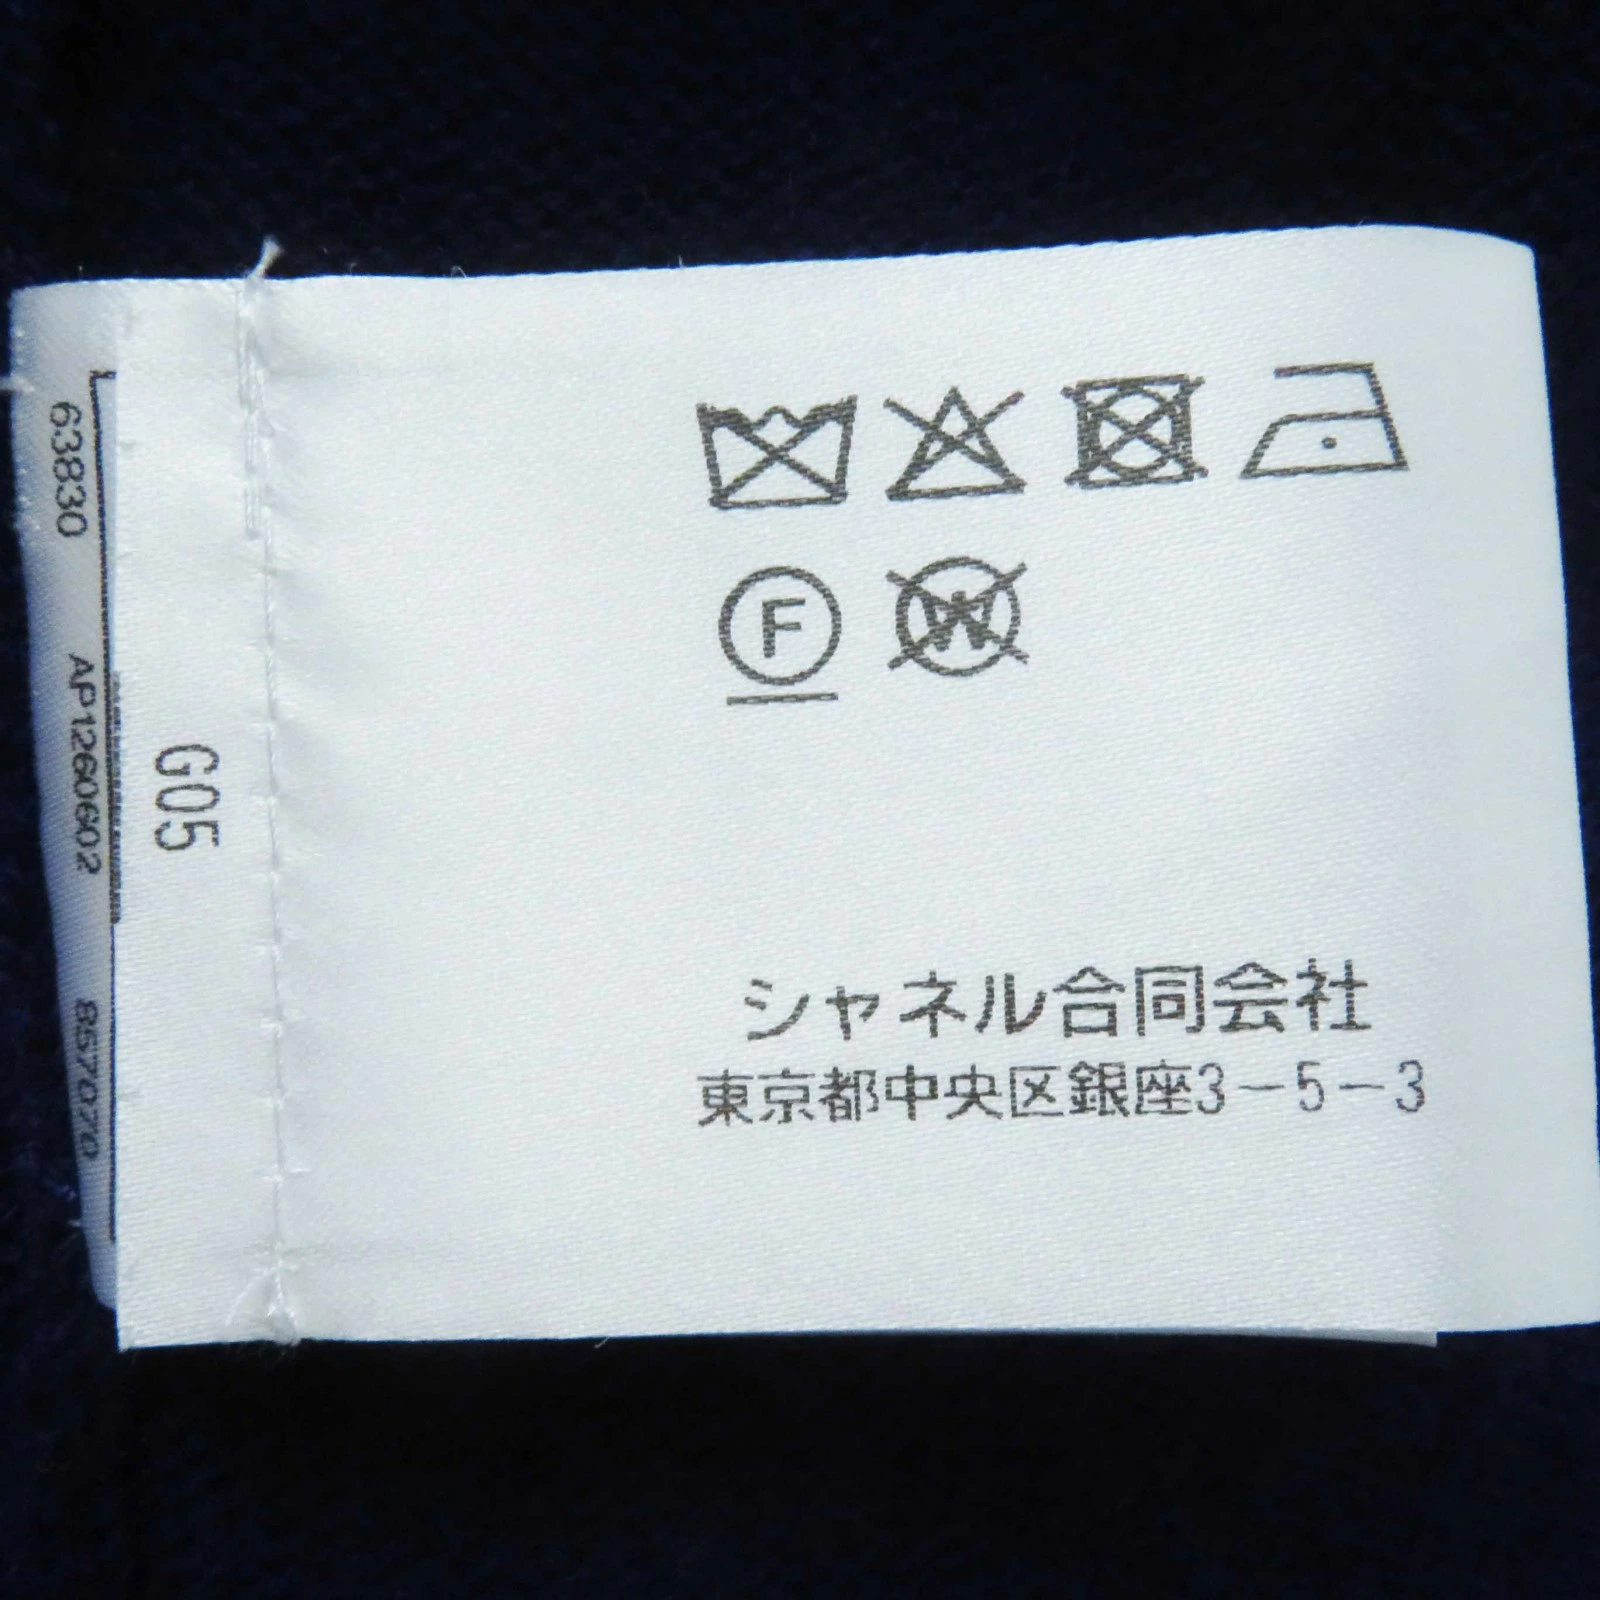 63830 AP1260602 857070
G05
F W
シャネル合同会社
東京都中央区銀座3-5-3